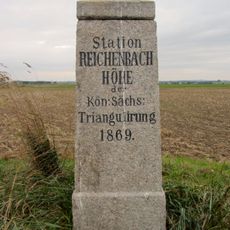 Station
REICHENBACH
HÖHE
der
Kön: Sächs:
Triangulirung
1869.